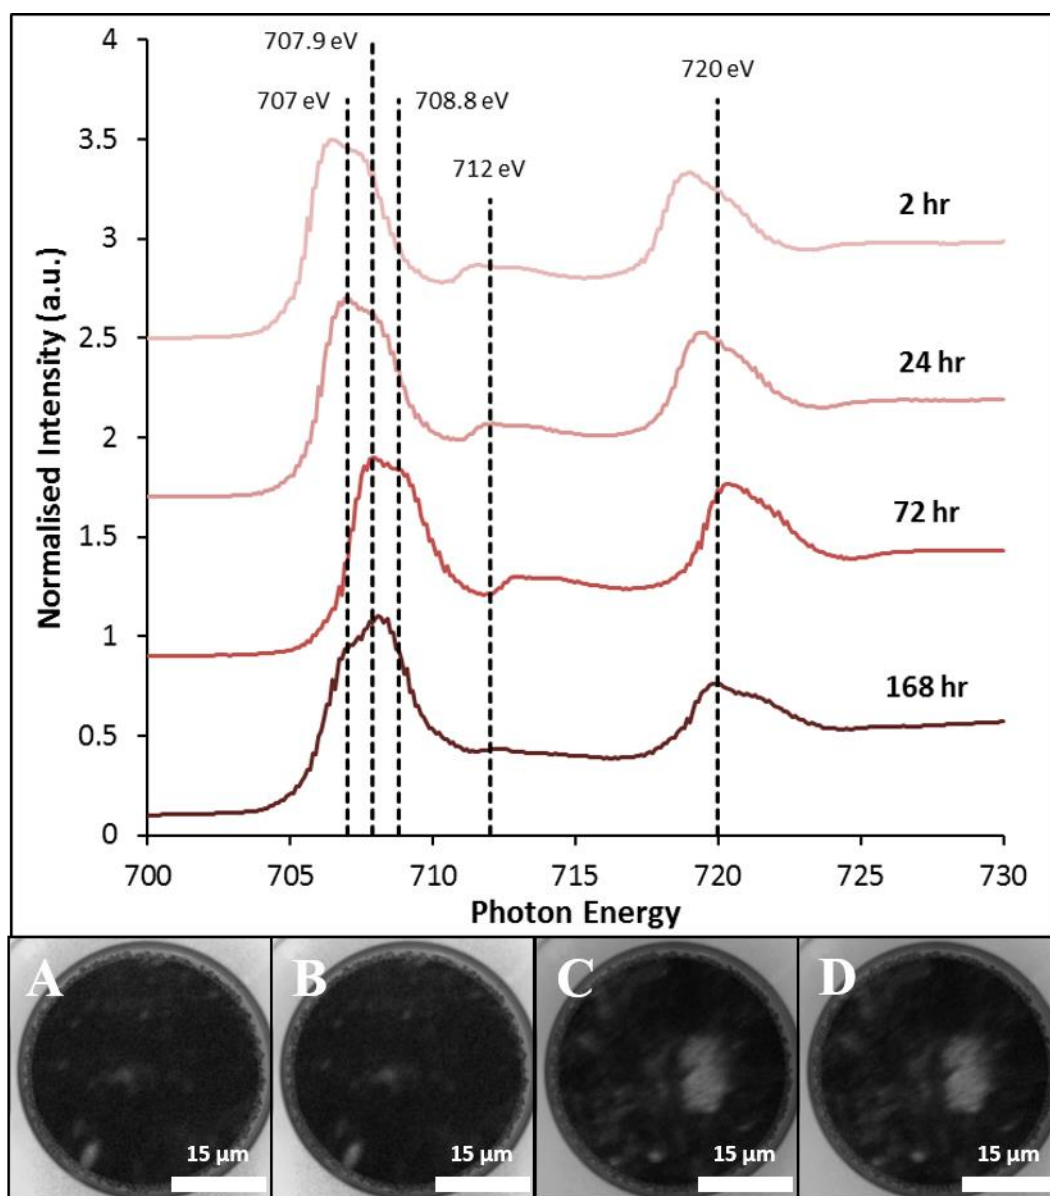 4
3.5
3
2.5
2
1.5
1
0.5
0
Normalised Intensity (a.u.)
707.9 eV
707 eV
708.8 eV
712 eV
720 eV
2 hr
24 hr
72 hr
168 hr
700 705 710 715 720 725 730
Photon Energy
A B C D
15 µm 15 µm 15 µm 15 µm